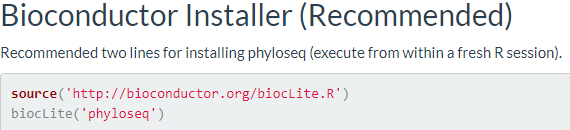 Bioconductor Installer (Recommended)
Recommended two lines for installing phyloseq (execute from within a fresh R session).
source('http://bioconductor.org/biocLite.R')
biocLite('phyloseq')